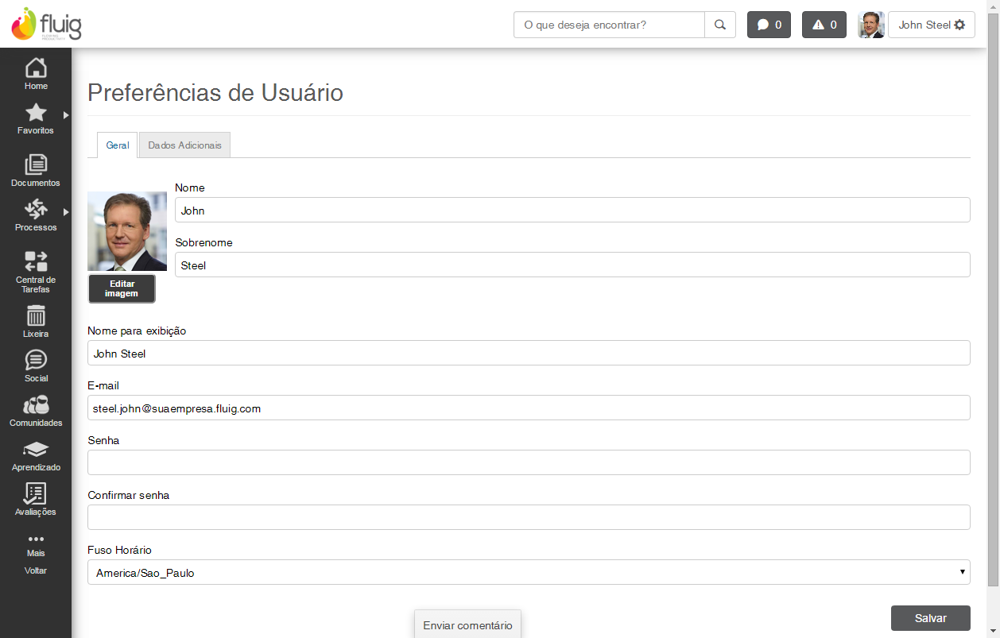 fluig
O que deseja encontrar?
0
0
John Steel
Home
Favoritos
Documentos
Processos
Central de
Tarefas
Lixeira
Social
Comunidades
Aprendizado
Avaliações
Mais
Voltar
Preferências de Usuário
Geral
Dados Adicionais
Nome
John
Sobrenome
Steel
Editar
imagem
Nome para exibição
John Steel
E-mail
steel.john@suaempresa.fluig.com
Senha
Confirmar senha
Fuso Horário
America/Sao_Paulo
Salvar
Enviar comentário